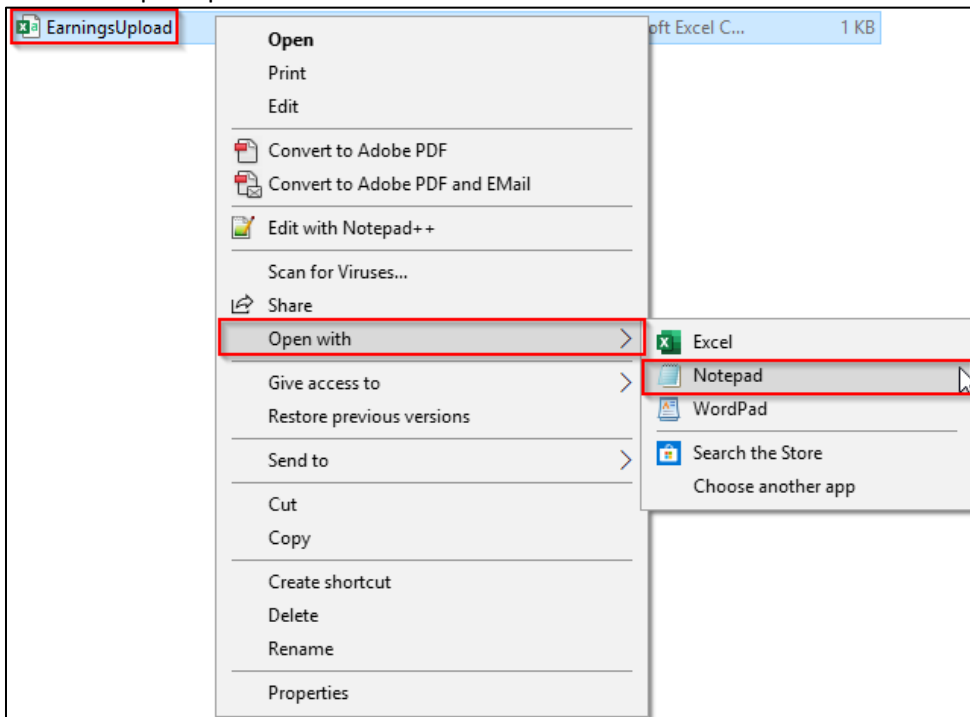 EarningsUpload oft Excel C... 1 KB
Open
Print
Edit
Convert to Adobe PDF
Convert to Adobe PDF and EMail
Edit with Notepad++
Scan for Viruses...
Share
Open with
Excel
Notepad
WordPad
Search the Store
Choose another app
Give access to
Restore previous versions
Send to
Cut
Copy
Create shortcut
Delete
Rename
Properties